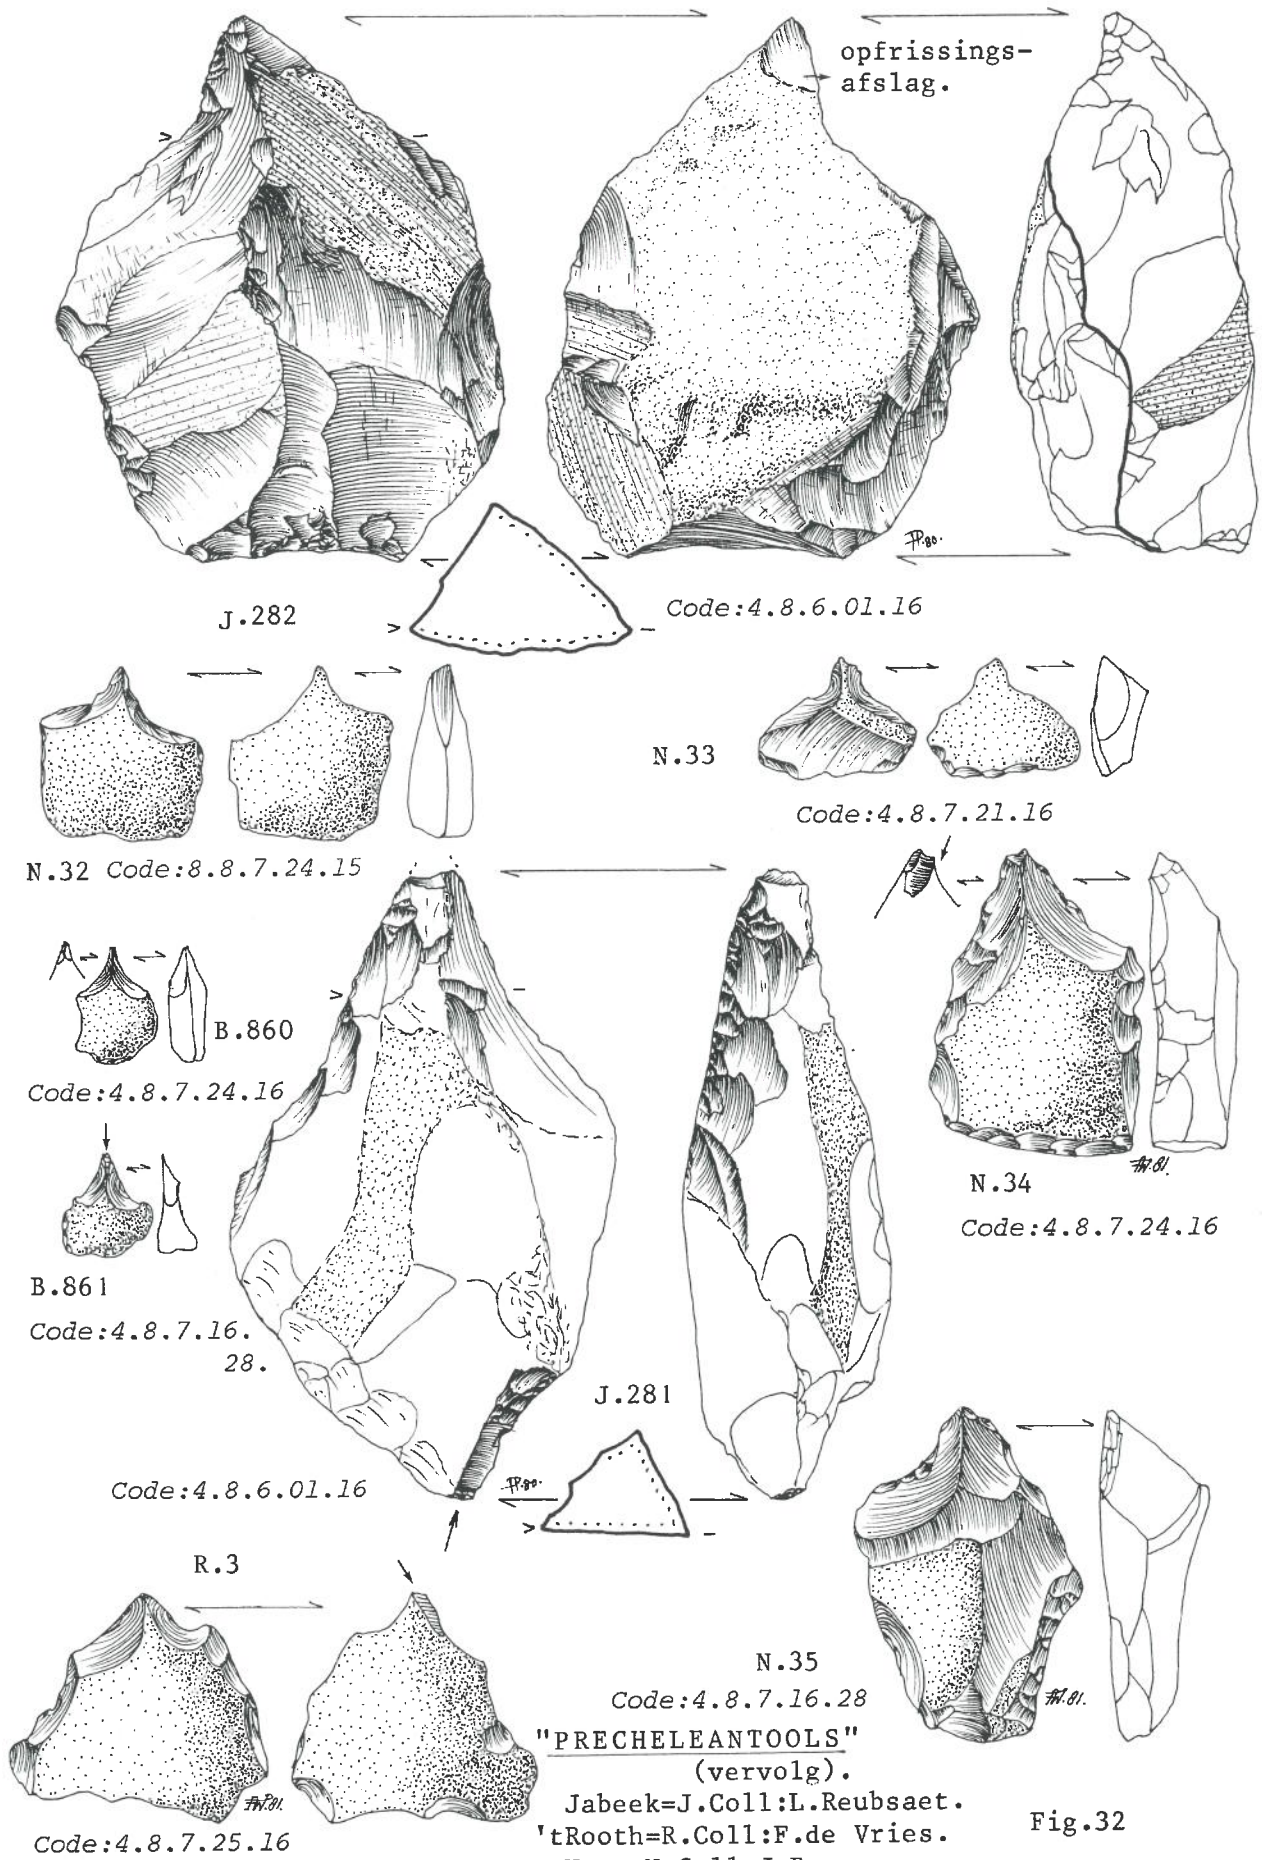 opfrissings-
afslag.
J.282
Code:4.8.6.01.16
N.33
Code:4.8.7.21.16
N.32 Code:8.8.7.24.15
B.860
Code:4.8.7.24.16
N.34
Code:4.8.7.24.16
B.861
Code:4.8.7.16.
28.
J.281
Code:4.8.6.01.16
R.3
N.35
Code:4.8.7.16.28
"PRECHELEANTOOLS"
(vervolg).
Jabeek=J.Coll:L.Reubsaet.
'tRooth=R.Coll:F.de Vries.
Fig.32
Code:4.8.7.25.16